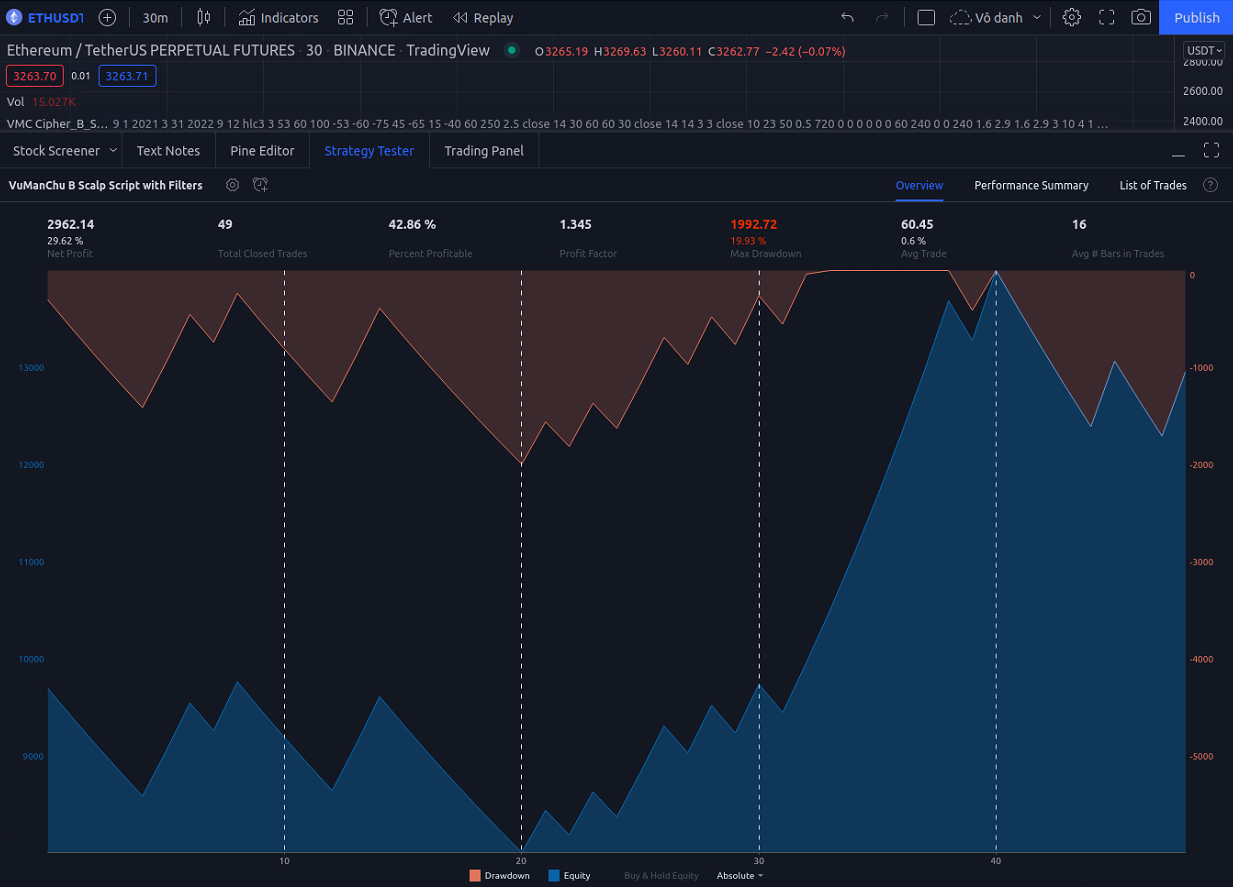 ETHUSDT 30m Indicators Alert Replay Vô danh Publish
Ethereum / TetherUS PERPETUAL FUTURES · 30 · BINANCE · TradingView O3265.19 H3269.63 L3260.11 C3262.77 −2.42 (−0.07%) USDT
2800.00
3263.70 0.01 3263.71
2600.00
Vol 15.027K
VMC Cipher_B_S... 9 1 2021 3 31 2022 9 12 hlc3 3 53 60 100 -53 -60 -75 45 -65 15 -40 60 250 2.5 close 14 30 60 60 30 close 14 14 3 3 close 10 23 50 0.5 720 0 0 0 0 0 0 60 240 0 0 240 1.6 2.9 1.6 2.9 3 10 4 1 ...
2400.00
Stock Screener Text Notes Pine Editor Strategy Tester Trading Panel
VuManChu B Scalp Script with Filters Overview Performance Summary List of Trades ?
2962.14 49 42.86 % 1.345 1992.72 60.45 16
29.62 % 19.93 % 0.6 %
Net Profit Total Closed Trades Percent Profitable Profit Factor Max Drawdown Avg Trade Avg # Bars in Trades
0
13000 -1000
12000 -2000
11000 -3000
10000 -4000
9000 -5000
10 20 30 40
Drawdown Equity Buy & Hold Equity Absolute